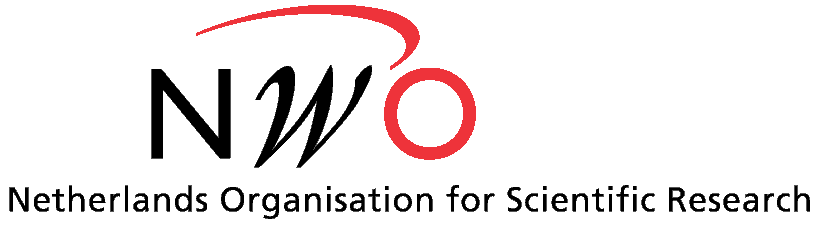 NWO
Netherlands Organisation for Scientific Research